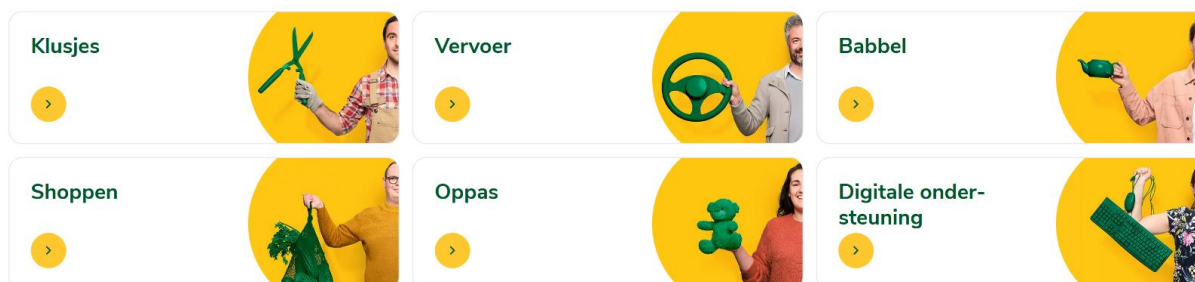 Klusjes
Vervoer
Babbel
Shoppen
Oppas
Digitale onder-
steuning